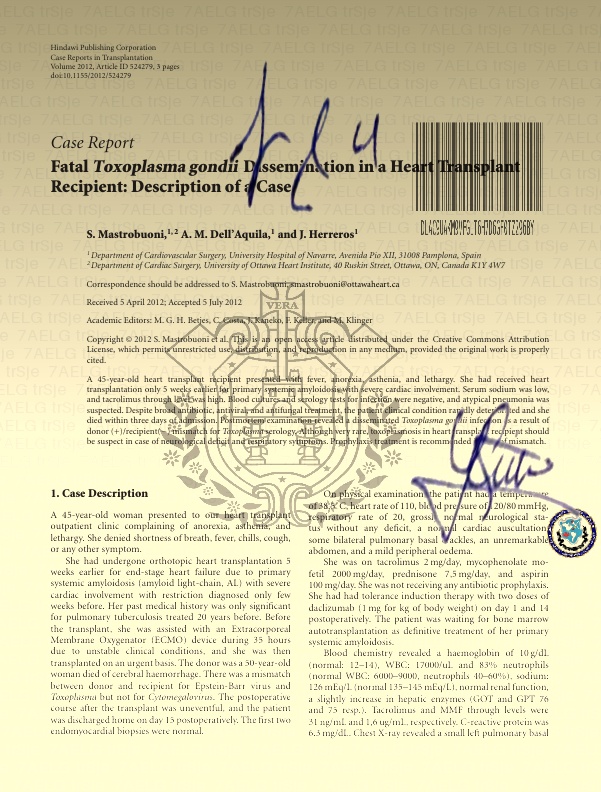 Hindawi Publishing Corporation
Case Reports in Transplantation
Volume 2012, Article ID 524279, 3 pages
doi:10.1155/2012/524279
Case Report
Fatal Toxoplasma gondii Dissemination in a Heart Transplant
Recipient: Description of a Case
S. Mastrobuoni,1,2 A. M. Dell'Aquila,1 and J. Herreros1
1 Department of Cardiovascular Surgery, University Hospital of Navarre, Avenida Pio XII, 31008 Pamplona, Spain
2 Department of Cardiac Surgery, University of Ottawa Heart Institute, 40 Ruskin Street, Ottawa, ON, Canada K1Y 4W7
Correspondence should be addressed to S. Mastrobuoni, smastrobuoni@ottawaheart.ca
Received 5 April 2012; Accepted 5 July 2012
Academic Editors: M. G. H. Betjes, C. Costa, J. Kaneko, F. Keller, and M. Klinger
Copyright © 2012 S. Mastrobuoni et al. This is an open access article distributed under the Creative Commons Attribution
License, which permits unrestricted use, distribution, and reproduction in any medium, provided the original work is properly
cited.
A 45-year-old heart transplant recipient presented with fever, anorexia, asthenia, and lethargy. She had received heart
transplantation only 5 weeks earlier for primary systemic amyloidosis with severe cardiac involvement. Serum sodium was low,
and tacrolimus through level was high. Blood cultures and serology tests for infection were negative, and atypical pneumonia was
suspected. Despite broad antibiotic, antiviral, and antifungal treatment, the patient's clinical condition rapidly deteriorated and she
died within three days of admission. Postmortem examination revealed a disseminated Toxoplasma gondii infection as a result of
donor (+)/recipient(−) mismatch for Toxoplasma serology. Although very rare, toxoplasmosis in heart transplant recipient should
be suspect in case of neurological deficit and respiratory symptoms. Prophylaxis treatment is recommended in case of mismatch.
1. Case Description
A 45-year-old woman presented to our heart transplant
outpatient clinic complaining of anorexia, asthenia, and
lethargy. She denied shortness of breath, fever, chills, cough,
or any other symptom.
She had undergone orthotopic heart transplantation 5
weeks earlier for end-stage heart failure due to primary
systemic amyloidosis (amyloid light-chain, AL) with severe
cardiac involvement with restriction diagnosed only few
weeks before. Her past medical history was only significant
for pulmonary tuberculosis treated 20 years before. Before
the transplant, she was assisted with an Extracorporeal
Membrane Oxygenator (ECMO) device during 35 hours
due to unstable clinical conditions, and she was then
transplanted on an urgent basis. The donor was a 50-year-old
woman died of cerebral haemorrhage. There was a mismatch
between donor and recipient for Epstein-Barr virus and
Toxoplasma but not for Cytomegalovirus. The postoperative
course after the transplant was uneventful, and the patient
was discharged home on day 15 postoperatively. The first two
endomyocardial biopsies were normal.
On physical examination, the patient had a temperature
of 38,5°C, heart rate of 110, blood pressure of 120/80 mmHg,
respiratory rate of 20, grossly normal neurological sta-
tus without any deficit, a normal cardiac auscultation,
some bilateral pulmonary basal crackles, an unremarkable
abdomen, and a mild peripheral oedema.
She was on tacrolimus 2 mg/day, mycophenolate mo-
fetil 2000 mg/day, prednisone 7,5 mg/day, and aspirin
100 mg/day. She was not receiving any antibiotic prophylaxis.
She had tolerance induction therapy with two doses of
daclizumab (1 mg for kg of body weight) on day 1 and 14
postoperatively. The patient was waiting for bone marrow
autotransplantation as definitive treatment of her primary
systemic amyloidosis.
Blood chemistry revealed a haemoglobin of 10 g/dL
(normal: 12–14), WBC: 17000/uL and 83% neutrophils
(normal WBC: 6000–9000, neutrophils 40–60%), sodium:
126 mEq/L (normal 135–145 mEq/L), normal renal function,
a slightly increase in hepatic enzymes (GOT and GPT 76
and 75 resp.). Tacrolimus and MMF through levels were
31 ng/mL and 1,6 ug/mL, respectively. C-reactive protein was
6.3 mg/dL. Chest X-ray revealed a small left pulmonary basal
VERA